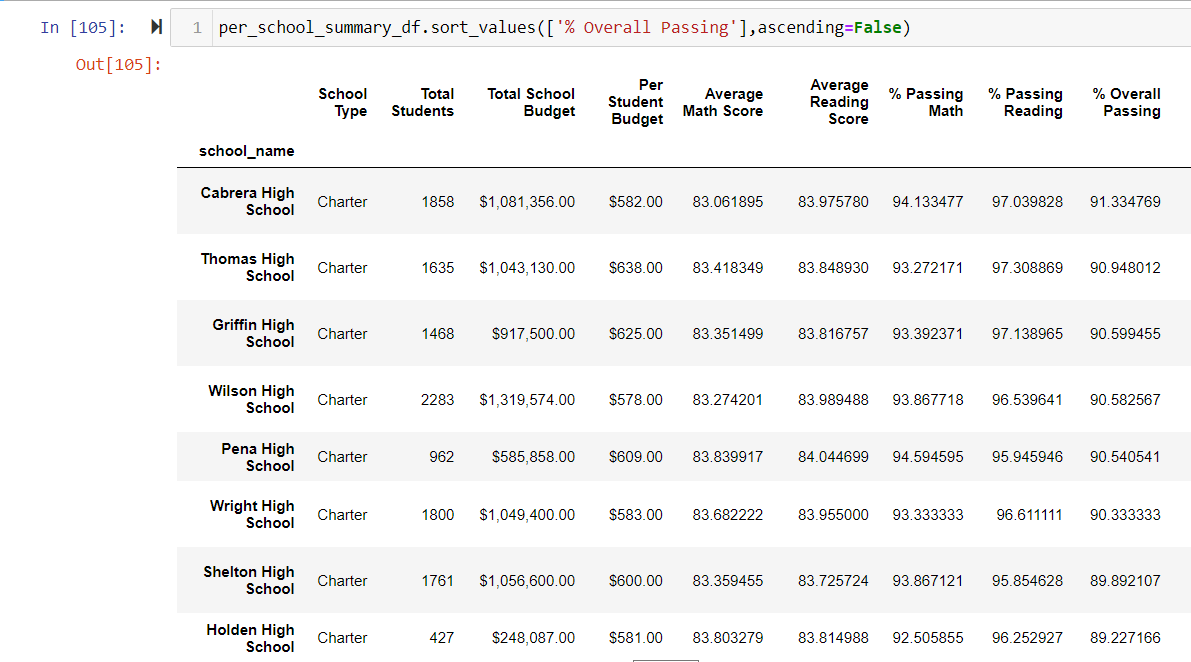 In [105]: 1 per_school_summary_df.sort_values(['% Overall Passing'],ascending=False)
Out[105]:
School Type Total Students Total School Budget Per Student Budget Average Math Score Average Reading Score % Passing Math % Passing Reading % Overall Passing
school_name
Cabrera High School Charter 1858 $1,081,356.00 $582.00 83.061895 83.975780 94.133477 97.039828 91.334769
Thomas High School Charter 1635 $1,043,130.00 $638.00 83.418349 83.848930 93.272171 97.308869 90.948012
Griffin High School Charter 1468 $917,500.00 $625.00 83.351499 83.816757 93.392371 97.138965 90.599455
Wilson High School Charter 2283 $1,319,574.00 $578.00 83.274201 83.989488 93.867718 96.539641 90.582567
Pena High School Charter 962 $585,858.00 $609.00 83.839917 84.044699 94.594595 95.945946 90.540541
Wright High School Charter 1800 $1,049,400.00 $583.00 83.682222 83.955000 93.333333 96.611111 90.333333
Shelton High School Charter 1761 $1,056,600.00 $600.00 83.359455 83.725724 93.867121 95.854628 89.892107
Holden High School Charter 427 $248,087.00 $581.00 83.803279 83.814988 92.505855 96.252927 89.227166